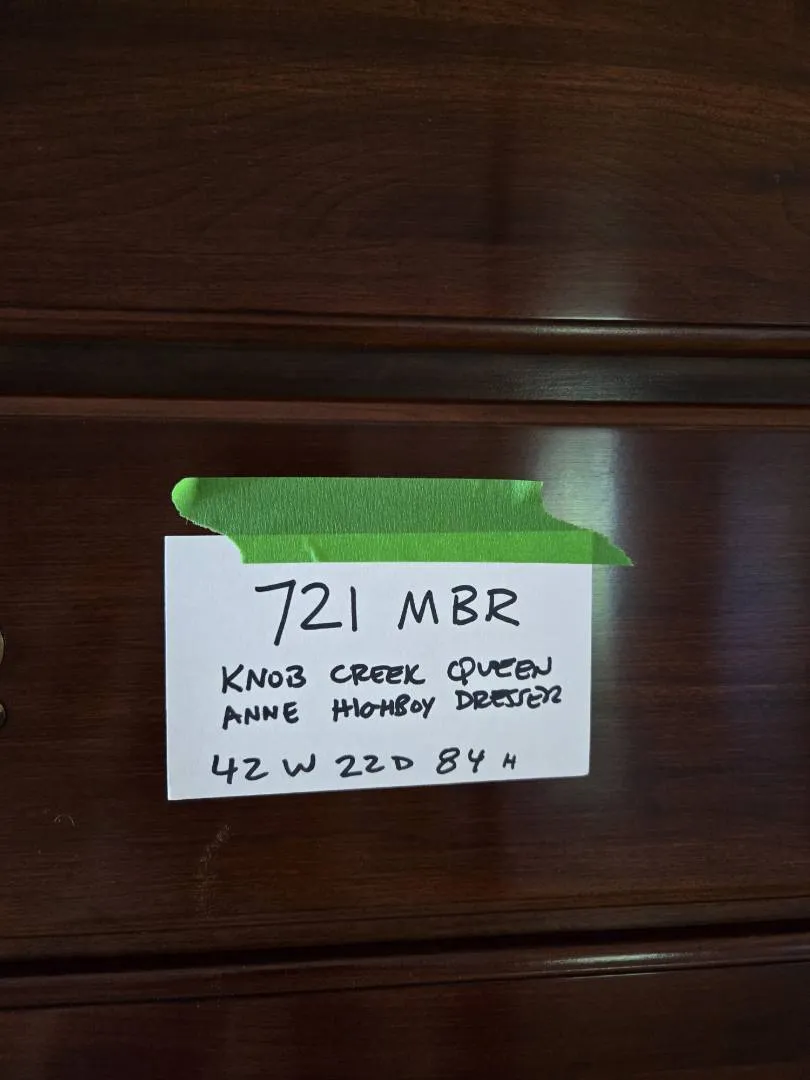 721 MBR
KNOB CREEK QUEEN
ANNE HIGHBOY DRESSER
42 W 22 D 84 H